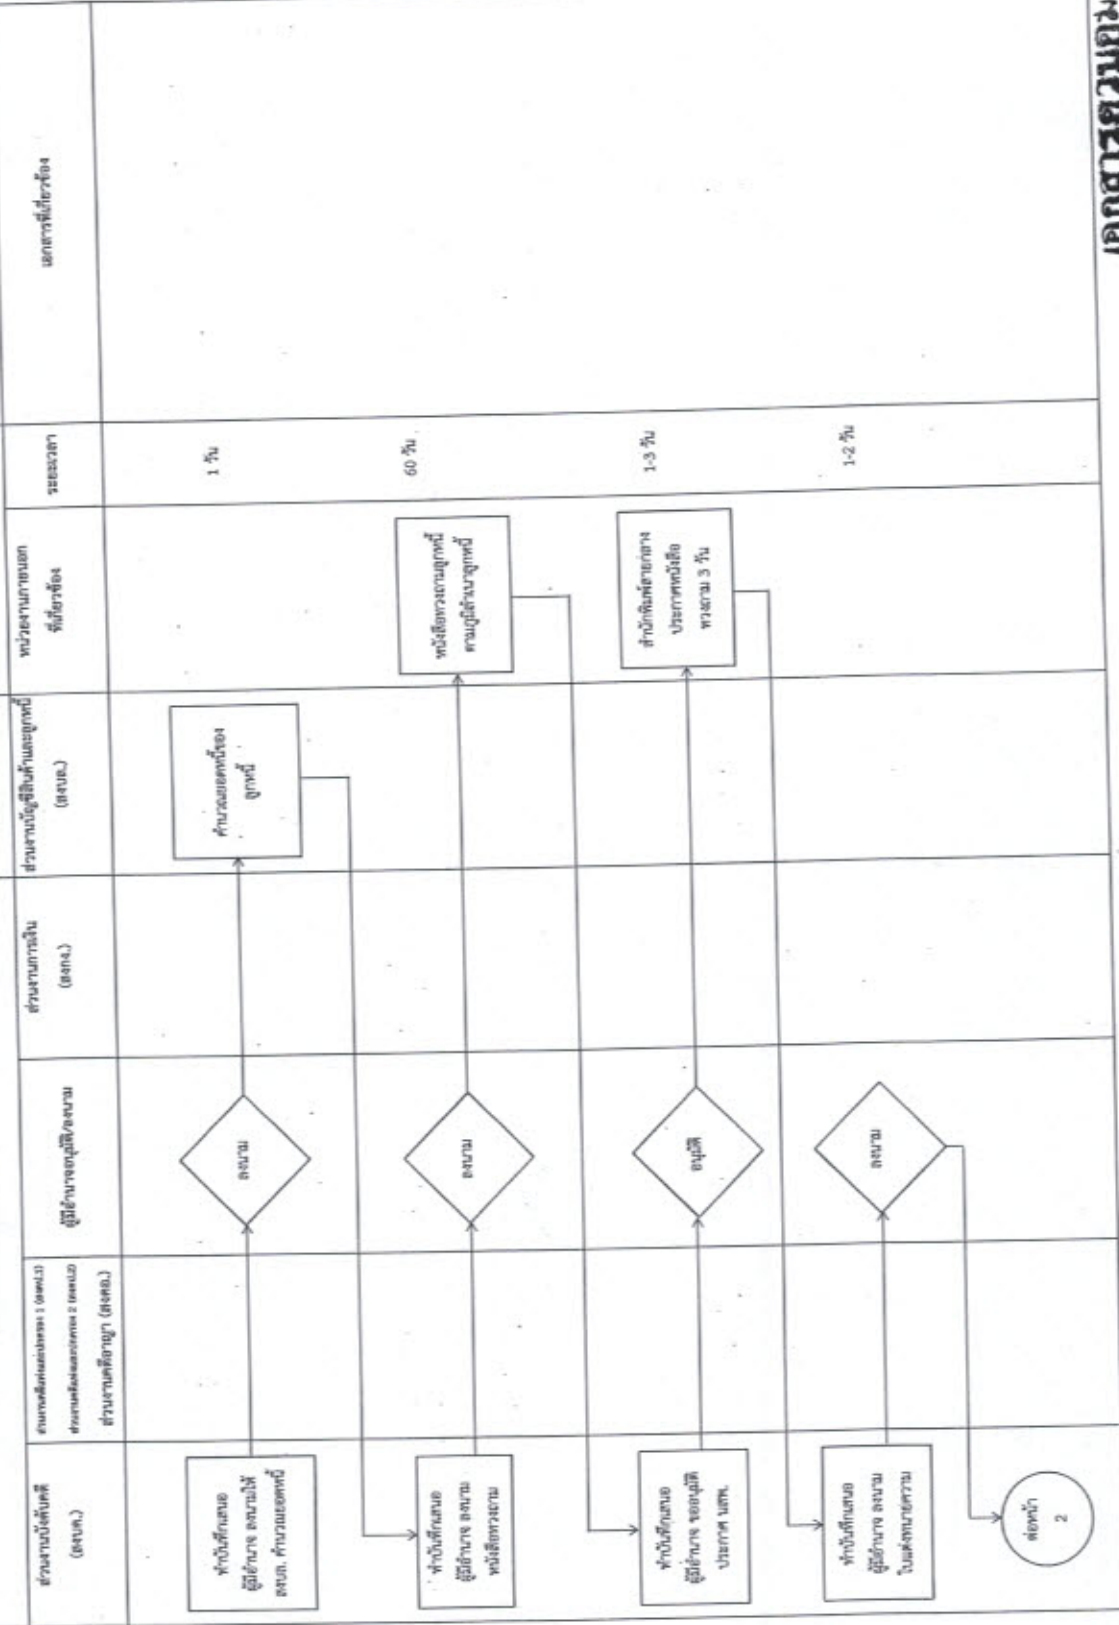 ส่วนงานบังคับคดี
(สงบค.)
ส่วนงานคดีอาญา (สงคอ.)
ผู้มีอำนาจอนุมัติ/ลงนาม
ส่วนงานการเงิน
(สงกง.)
ส่วนงานบัญชีสินค้าและลูกหนี้
(สงบล.)
หน่วยงานภายนอก
ที่เกี่ยวข้อง
ระยะเวลา
เอกสารที่เกี่ยวข้อง
ทำบันทึกเสนอ
ผู้มีอำนาจ ลงนามให้
สงบล. คำนวณยอดหนี้
ลงนาม
คำนวณยอดหนี้ของ
ลูกหนี้
1 วัน
ทำบันทึกเสนอ
ผู้มีอำนาจ ลงนาม
หนังสือทวงถาม
ลงนาม
หนังสือทวงถามลูกหนี้
ตามภูมิลำเนาลูกหนี้
60 วัน
ทำบันทึกเสนอ
ผู้มีอำนาจ ขออนุมัติ
ประกาศ นสพ.
อนุมัติ
สำนักพิมพ์สายกลาง
ประกาศหนังสือ
ทวงถาม 3 วัน
1-3 วัน
ทำบันทึกเสนอ
ผู้มีอำนาจ ลงนาม
ใบแต่งทนายความ
ลงนาม
1-2 วัน
ต่อหน้า
2